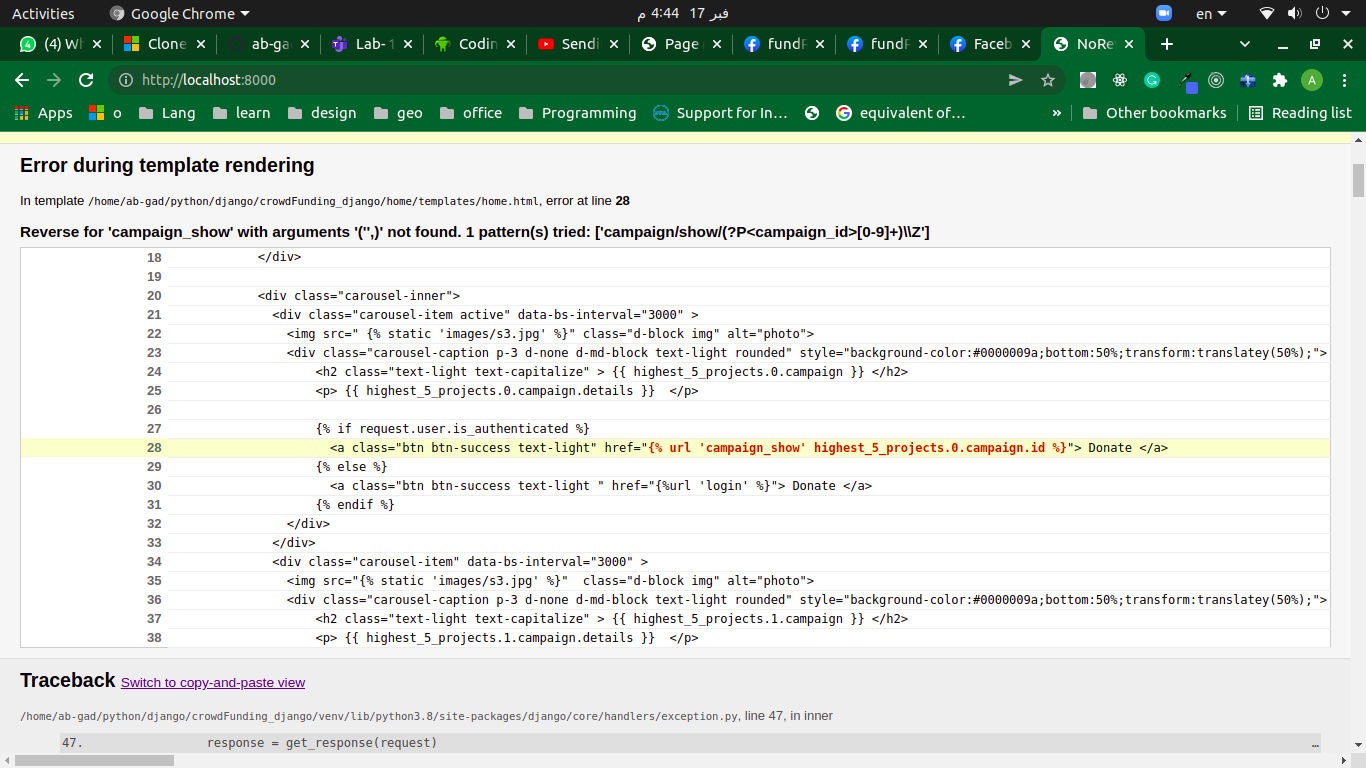 Activities Google Chrome م 4:44 17 فبر en
(4) Wh Clone ab-ga Lab- 1 Codin Sendi Page fundF fundF Faceb NoRe
http://localhost:8000 A
Apps o Lang learn design geo office Programming Support for In… equivalent of… » Other bookmarks Reading list
Error during template rendering
In template /home/ab-gad/python/django/crowdFunding_django/home/templates/home.html, error at line 28
Reverse for 'campaign_show' with arguments '('',)' not found. 1 pattern(s) tried: ['campaign/show/(?P<campaign_id>[0-9]+)\\Z']
18 </div>
19
20 <div class="carousel-inner">
21 <div class="carousel-item active" data-bs-interval="3000" >
22 <img src=" {% static 'images/s3.jpg' %}" class="d-block img" alt="photo">
23 <div class="carousel-caption p-3 d-none d-md-block text-light rounded" style="background-color:#0000009a;bottom:50%;transform:translatey(50%);">
24 <h2 class="text-light text-capitalize" > {{ highest_5_projects.0.campaign }} </h2>
25 <p> {{ highest_5_projects.0.campaign.details }} </p>
26
27 {% if request.user.is_authenticated %}
28 <a class="btn btn-success text-light" href="{% url 'campaign_show' highest_5_projects.0.campaign.id %}"> Donate </a>
29 {% else %}
30 <a class="btn btn-success text-light " href="{%url 'login' %}"> Donate </a>
31 {% endif %}
32 </div>
33 </div>
34 <div class="carousel-item" data-bs-interval="3000" >
35 <img src="{% static 'images/s3.jpg' %}" class="d-block img" alt="photo">
36 <div class="carousel-caption p-3 d-none d-md-block text-light rounded" style="background-color:#0000009a;bottom:50%;transform:translatey(50%);">
37 <h2 class="text-light text-capitalize" > {{ highest_5_projects.1.campaign }} </h2>
38 <p> {{ highest_5_projects.1.campaign.details }} </p>
Traceback Switch to copy-and-paste view
/home/ab-gad/python/django/crowdFunding_django/venv/lib/python3.8/site-packages/django/core/handlers/exception.py, line 47, in inner
47. response = get_response(request) …